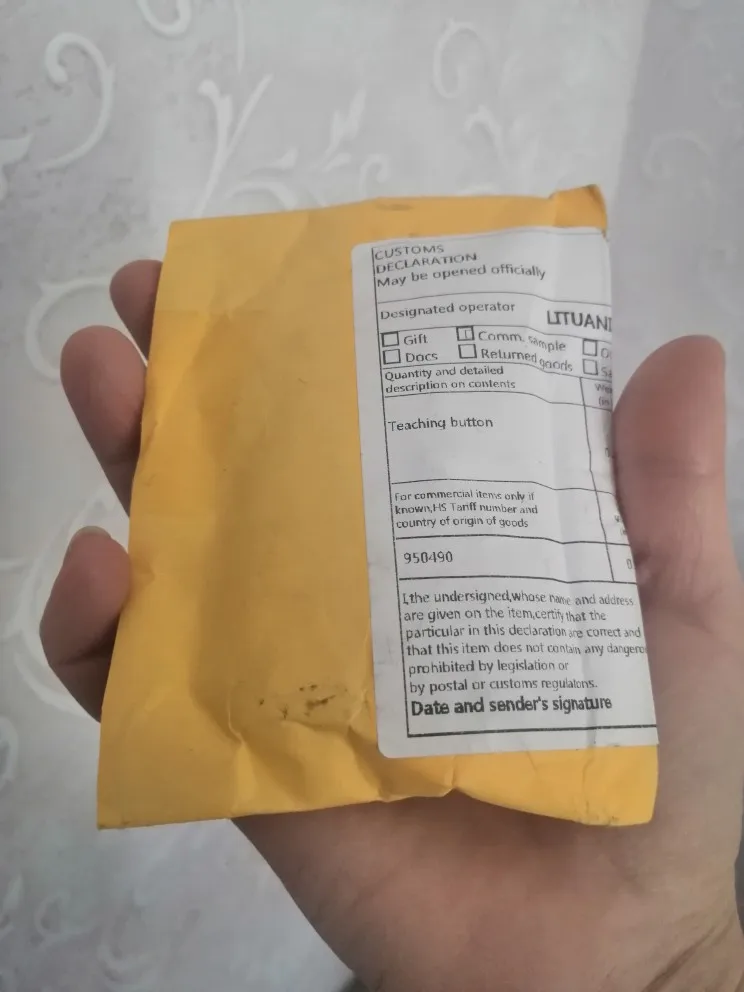 CUSTOMS
DECLARATION
May be opened officially
Designated operator LITUANI
Gift Comm. sample
Docs Returned goods
Quantity and detailed
description on contents
Teaching button
For commercial items only if
known,HS Tariff number and
country of origin of goods
950490 0
I,the undersigned,whose name and address
are given on the item,certify that the
particular in this declaration are correct and
that this item does not contain any dangero
prohibited by legislation or
by postal or customs regulatons.
Date and sender's signature